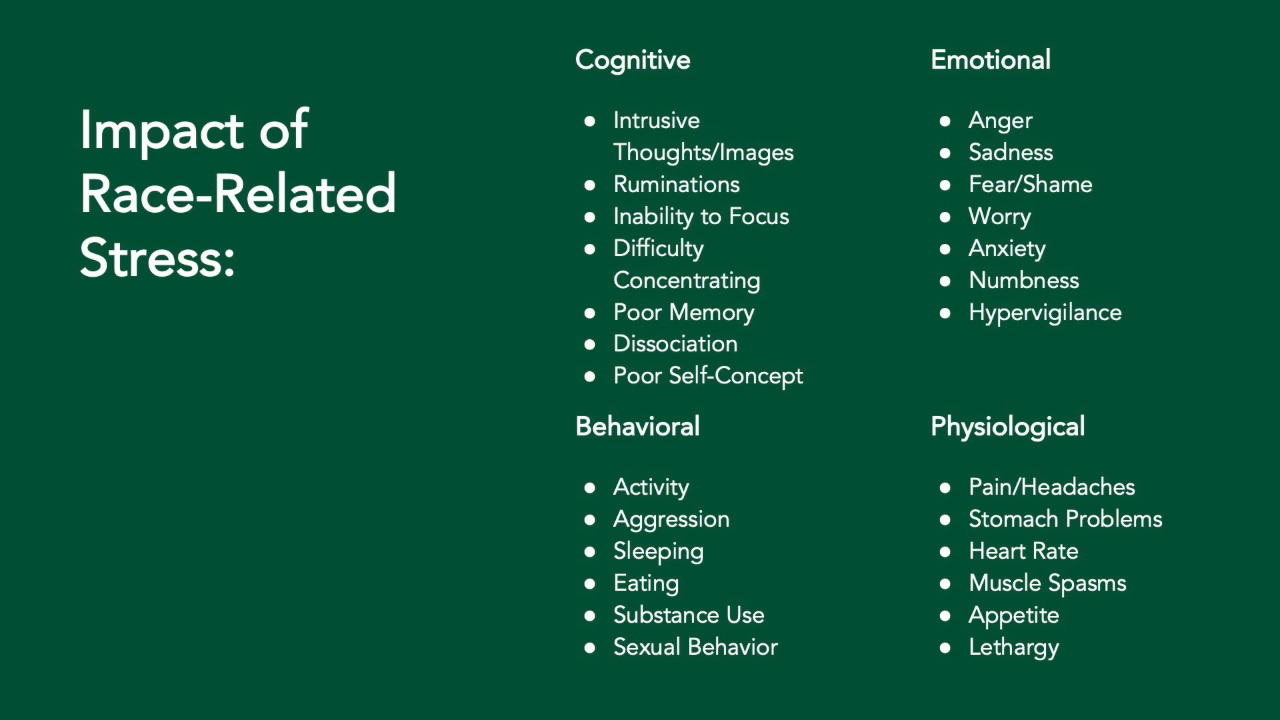 Impact of
Race-Related
Stress:
Cognitive
● Intrusive
Thoughts/Images
● Ruminations
● Inability to Focus
● Difficulty
Concentrating
● Poor Memory
● Dissociation
● Poor Self-Concept
Emotional
● Anger
● Sadness
● Fear/Shame
● Worry
● Anxiety
● Numbness
● Hypervigilance
Behavioral
● Activity
● Aggression
● Sleeping
● Eating
● Substance Use
● Sexual Behavior
Physiological
● Pain/Headaches
● Stomach Problems
● Heart Rate
● Muscle Spasms
● Appetite
● Lethargy